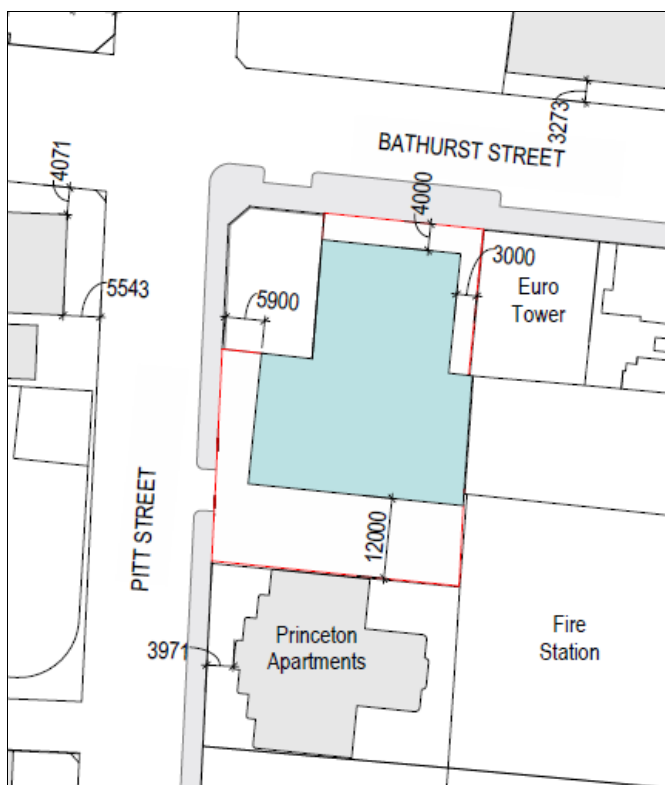 BATHURST STREET
3273
4071
4000
3000
5543
5900
Euro
Tower
PITT STREET
12000
Princeton
Apartments
3971
Fire
Station